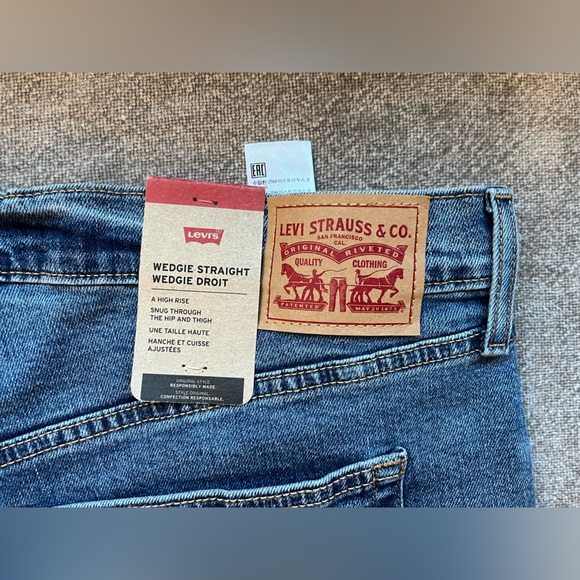 EAC
LEVI'S
WEDGIE STRAIGHT
WEDGIE DROIT
A HIGH RISE
SNUG THROUGH
THE HIP AND THIGH
UNE TAILLE HAUTE
HANCHE ET CUISSE
AJUSTÉES
ORIGINAL STYLE
RESPONSIBLY MADE.
STYLE ORIGINAL
CONFECTION RESPONSABLE.
LEVI STRAUSS & CO.
SAN FRANCISCO
CAL.
ORIGINAL RIVETED
QUALITY CLOTHING
PATENTED MAY 20 1873